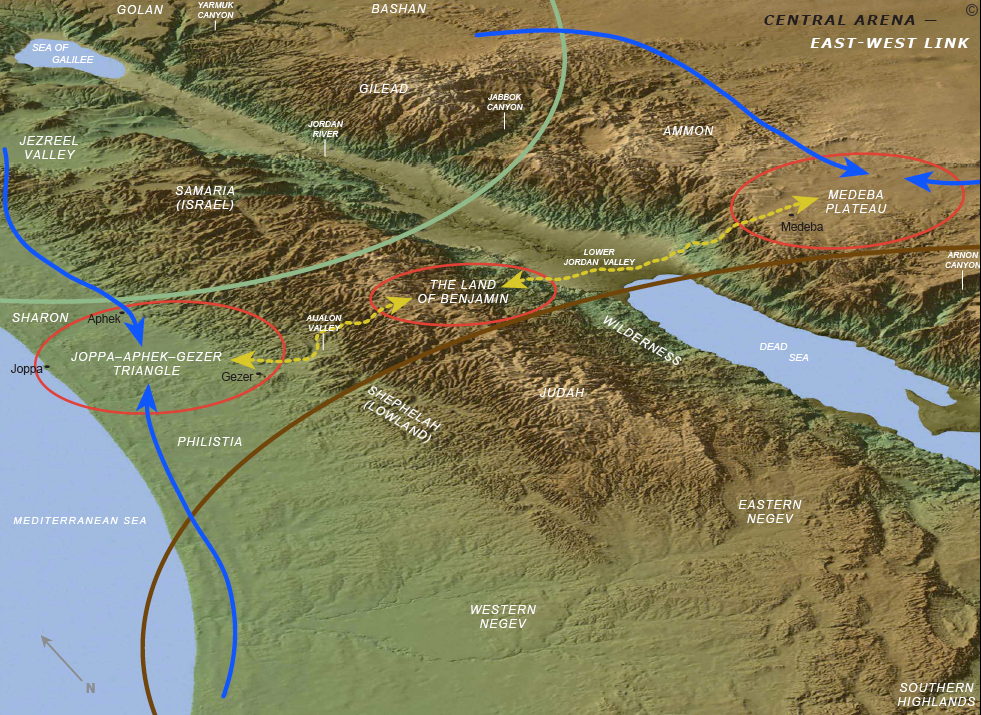 ©
CENTRAL ARENA —
EAST-WEST LINK
GOLAN
YARMUK
CANYON
BASHAN
SEA OF
GALILEE
GILEAD
JABBOK
CANYON
JORDAN
RIVER
AMMON
JEZREEL
VALLEY
SAMARIA
(ISRAEL)
MEDEBA
PLATEAU
Medeba
LOWER
JORDAN VALLEY
ARNON
CANYON
THE LAND
OF BENJAMIN
SHARON
Aphek
AIJALON
VALLEY
WILDERNESS
JOPPA–APHEK–GEZER
TRIANGLE
Joppa
Gezer
DEAD
SEA
SHEPHELAH
(LOWLAND)
JUDAH
PHILISTIA
MEDITERRANEAN SEA
EASTERN
NEGEV
WESTERN
NEGEV
N
SOUTHERN
HIGHLANDS